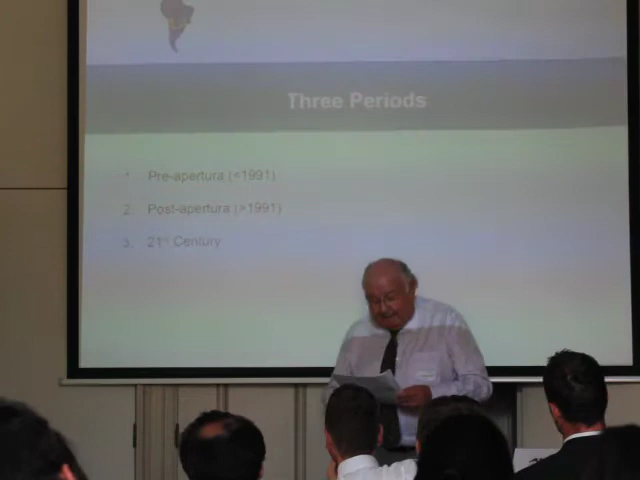 Three Periods
1. Pre-apertura (<1991)
2. Post-apertura (>1991)
3. 21st Century